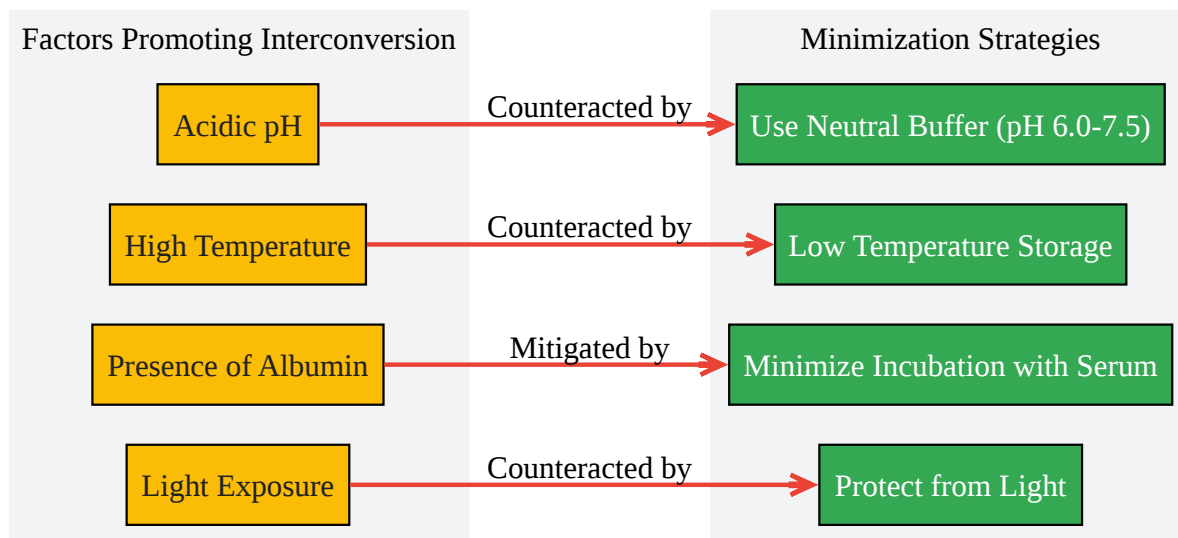 Factors Promoting Interconversion
Minimization Strategies
Acidic pH
Counteracted by
Use Neutral Buffer (pH 6.0-7.5)
High Temperature
Counteracted by
Low Temperature Storage
Presence of Albumin
Mitigated by
Minimize Incubation with Serum
Light Exposure
Counteracted by
Protect from Light